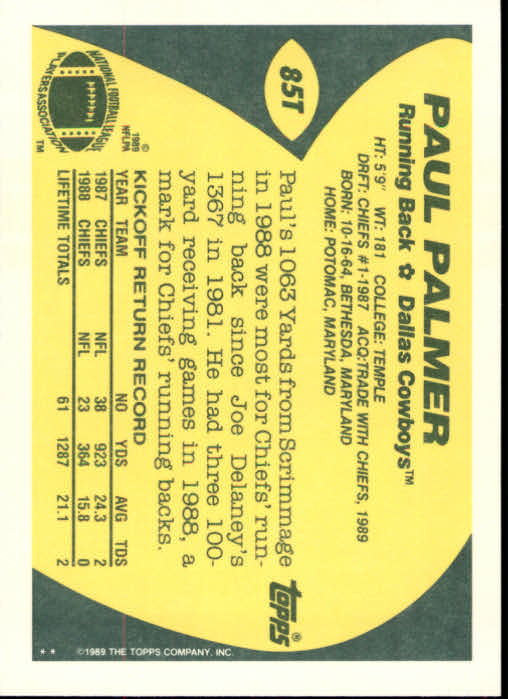 85T
PAUL PALMER
Running Back ✩ Dallas Cowboys™
HT: 5'9" WT: 181 COLLEGE: TEMPLE
DRFT: CHIEFS #1-1987 ACQ: TRADE WITH CHIEFS, 1989
BORN: 10-16-64, BETHESDA, MARYLAND
HOME: POTOMAC, MARYLAND
Paul's 1063 Yards from Scrimmage
in 1988 were most for Chiefs' run-
ning back since Joe Delaney's
1367 in 1981. He had three 100-
yard receiving games in 1988, a
mark for Chiefs' running backs.
topps®
NATIONAL FOOTBALL LEAGUE
PLAYERS ASSOCIATION
™
©
1989
NFLPA
KICKOFF RETURN RECORD
YEAR TEAM NO YDS AVG TDS
1987 CHIEFS NFL 38 923 24.3 2
1988 CHIEFS NFL 23 364 15.8 0
LIFETIME TOTALS 61 1287 21.1 2
** ©1989 THE TOPPS COMPANY, INC.